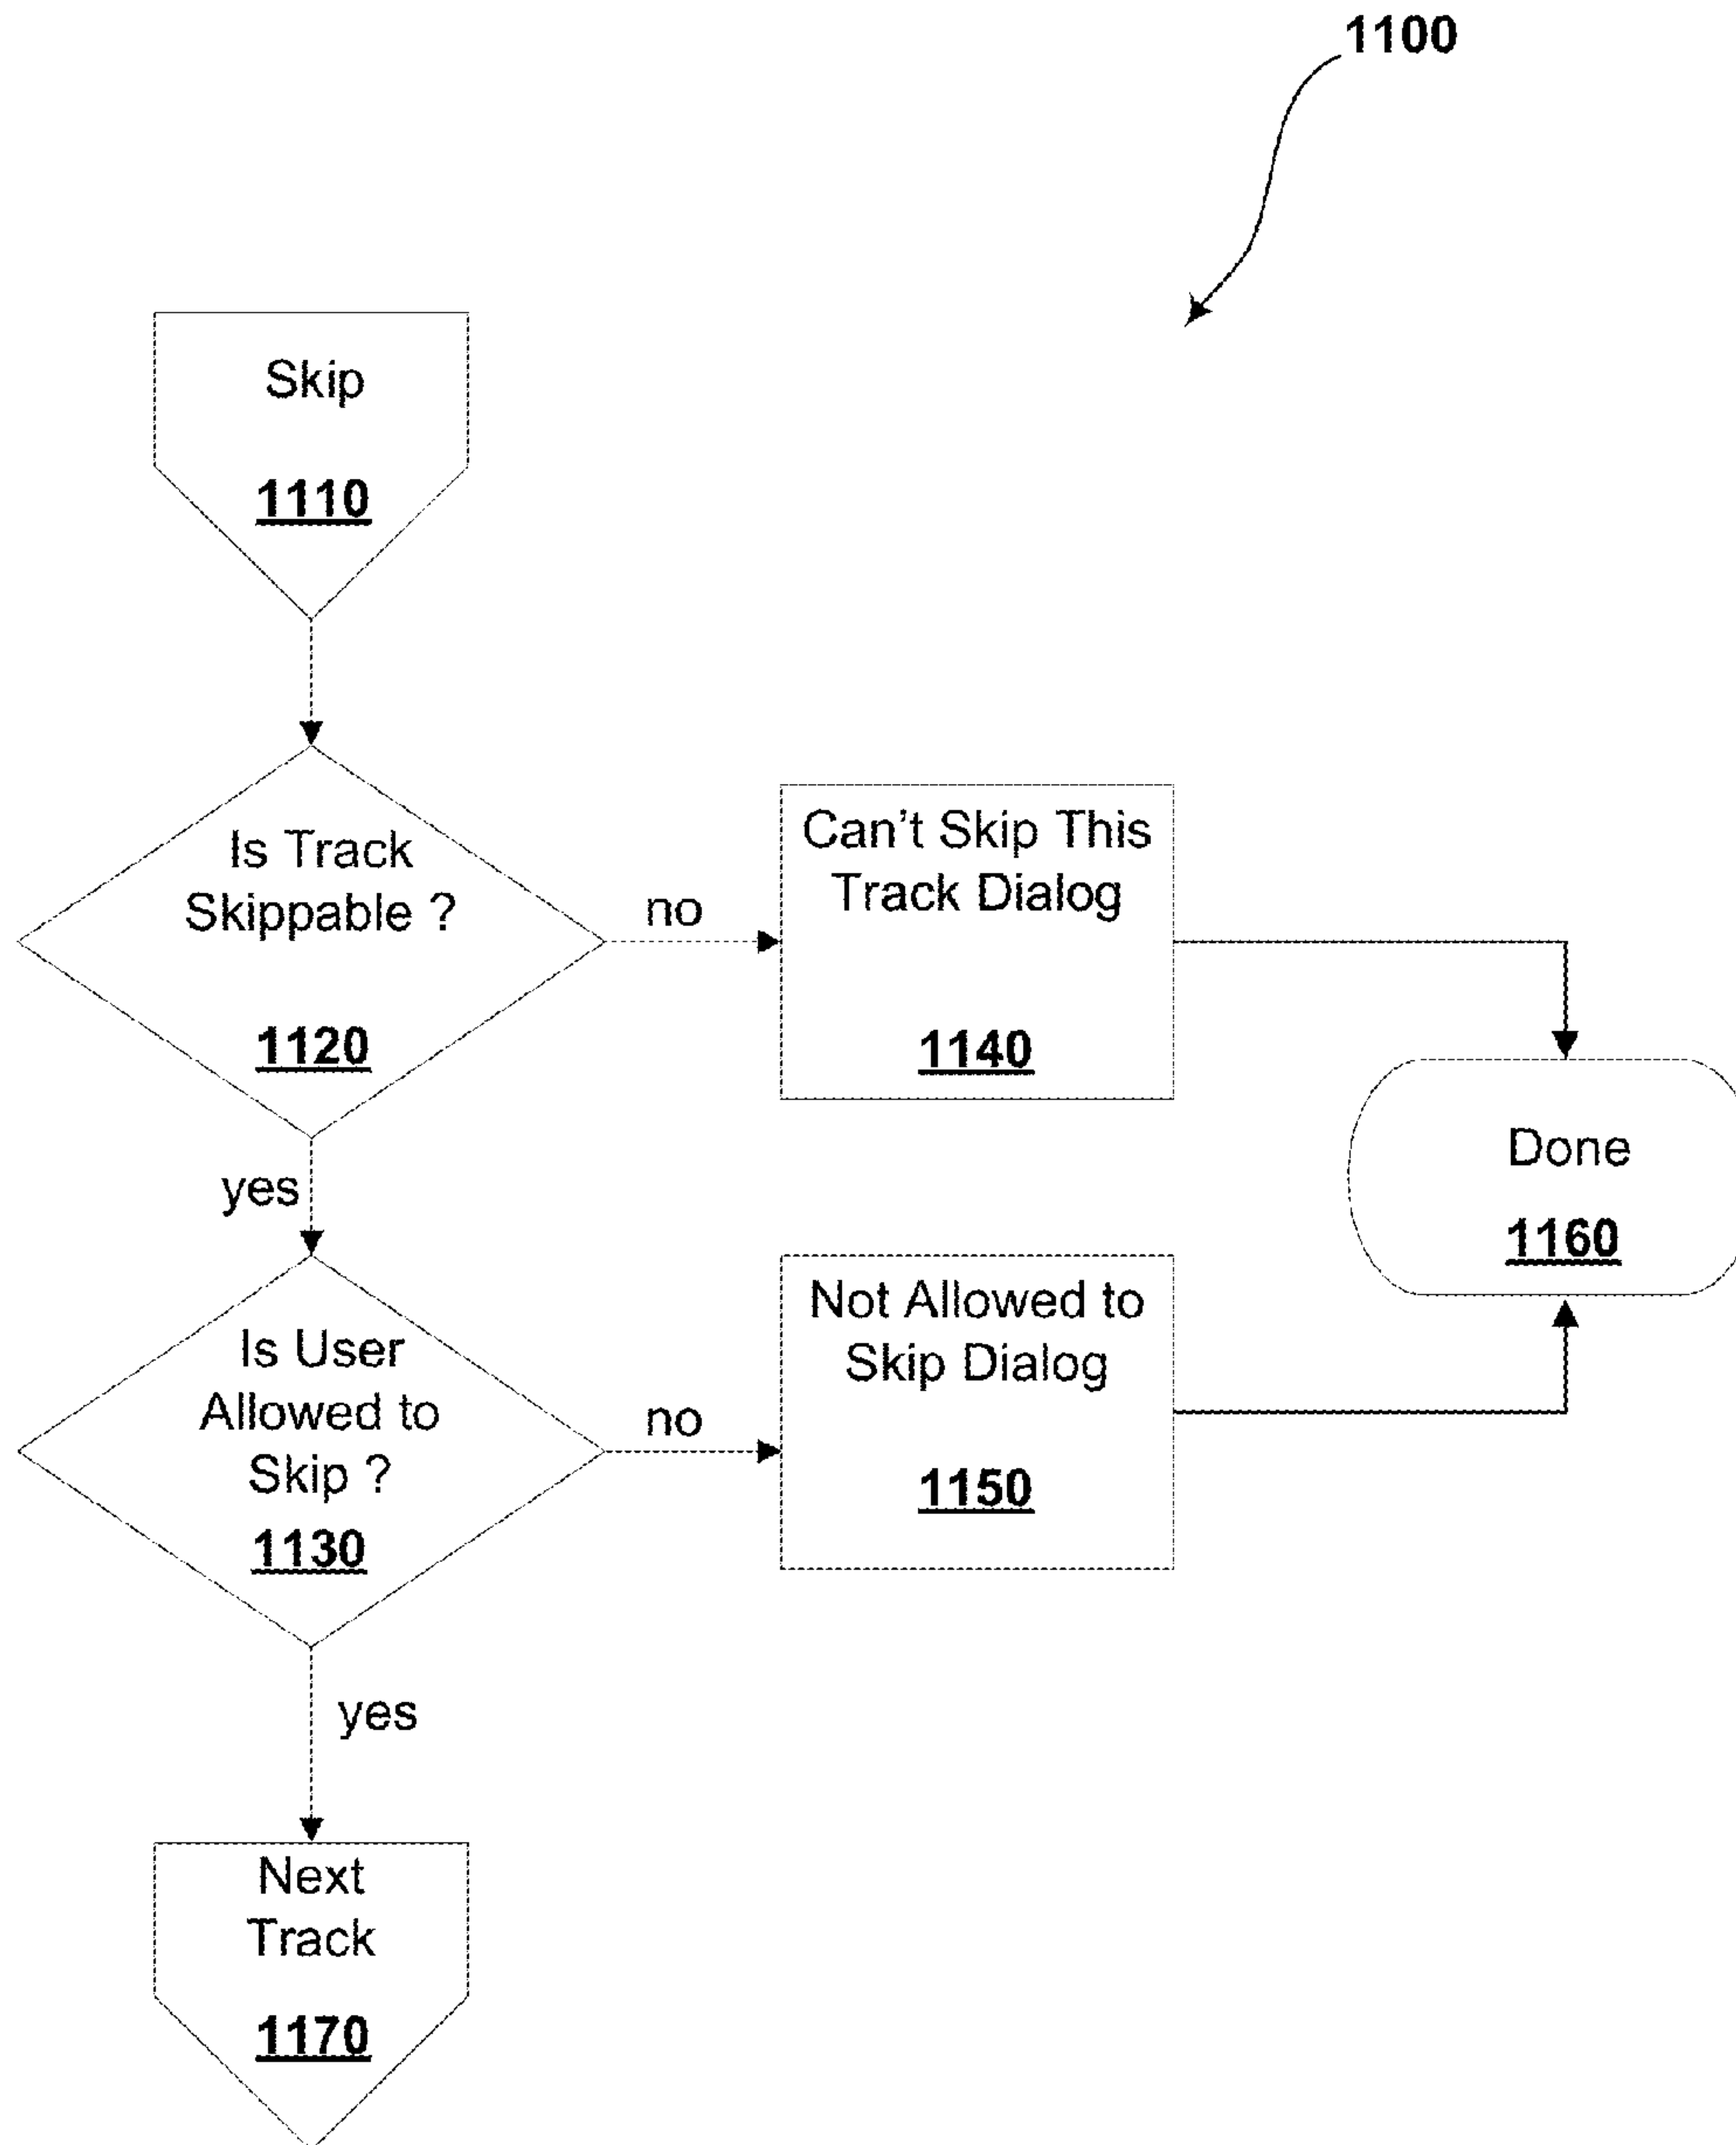 1100
Skip
1110
Is Track
Skippable ?
1120
no
Can't Skip This
Track Dialog
1140
Done
1160
yes
Is User
Allowed to
Skip ?
1130
no
Not Allowed to
Skip Dialog
1150
yes
Next
Track
1170